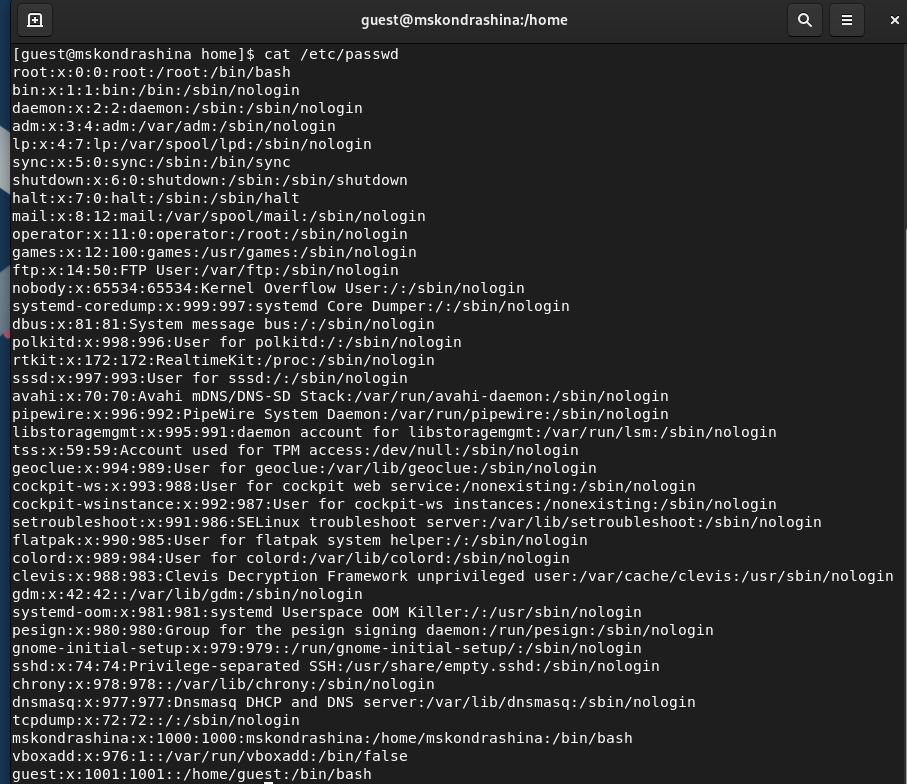 guest@mskondrashina:/home
[guest@mskondrashina home]$ cat /etc/passwd
root:x:0:0:root:/root:/bin/bash
bin:x:1:1:bin:/bin:/sbin/nologin
daemon:x:2:2:daemon:/sbin:/sbin/nologin
adm:x:3:4:adm:/var/adm:/sbin/nologin
lp:x:4:7:lp:/var/spool/lpd:/sbin/nologin
sync:x:5:0:sync:/sbin:/bin/sync
shutdown:x:6:0:shutdown:/sbin:/sbin/shutdown
halt:x:7:0:halt:/sbin:/sbin/halt
mail:x:8:12:mail:/var/spool/mail:/sbin/nologin
operator:x:11:0:operator:/root:/sbin/nologin
games:x:12:100:games:/usr/games:/sbin/nologin
ftp:x:14:50:FTP User:/var/ftp:/sbin/nologin
nobody:x:65534:65534:Kernel Overflow User:/:/sbin/nologin
systemd-coredump:x:999:997:systemd Core Dumper:/:/sbin/nologin
dbus:x:81:81:System message bus:/:/sbin/nologin
polkitd:x:998:996:User for polkitd:/:/sbin/nologin
rtkit:x:172:172:RealtimeKit:/proc:/sbin/nologin
sssd:x:997:993:User for sssd:/:/sbin/nologin
avahi:x:70:70:Avahi mDNS/DNS-SD Stack:/var/run/avahi-daemon:/sbin/nologin
pipewire:x:996:992:PipeWire System Daemon:/var/run/pipewire:/sbin/nologin
libstoragemgmt:x:995:991:daemon account for libstoragemgmt:/var/run/lsm:/sbin/nologin
tss:x:59:59:Account used for TPM access:/dev/null:/sbin/nologin
geoclue:x:994:989:User for geoclue:/var/lib/geoclue:/sbin/nologin
cockpit-ws:x:993:988:User for cockpit web service:/nonexisting:/sbin/nologin
cockpit-wsinstance:x:992:987:User for cockpit-ws instances:/nonexisting:/sbin/nologin
setroubleshoot:x:991:986:SELinux troubleshoot server:/var/lib/setroubleshoot:/sbin/nologin
flatpak:x:990:985:User for flatpak system helper:/:/sbin/nologin
colord:x:989:984:User for colord:/var/lib/colord:/sbin/nologin
clevis:x:988:983:Clevis Decryption Framework unprivileged user:/var/cache/clevis:/usr/sbin/nologin
gdm:x:42:42::/var/lib/gdm:/sbin/nologin
systemd-oom:x:981:981:systemd Userspace OOM Killer:/:/usr/sbin/nologin
pesign:x:980:980:Group for the pesign signing daemon:/run/pesign:/sbin/nologin
gnome-initial-setup:x:979:979::/run/gnome-initial-setup/:/sbin/nologin
sshd:x:74:74:Privilege-separated SSH:/usr/share/empty.sshd:/sbin/nologin
chrony:x:978:978::/var/lib/chrony:/sbin/nologin
dnsmasq:x:977:977:Dnsmasq DHCP and DNS server:/var/lib/dnsmasq:/sbin/nologin
tcpdump:x:72:72::/:/sbin/nologin
mskondrashina:x:1000:1000:mskondrashina:/home/mskondrashina:/bin/bash
vboxadd:x:976:1::/var/run/vboxadd:/bin/false
guest:x:1001:1001::/home/guest:/bin/bash